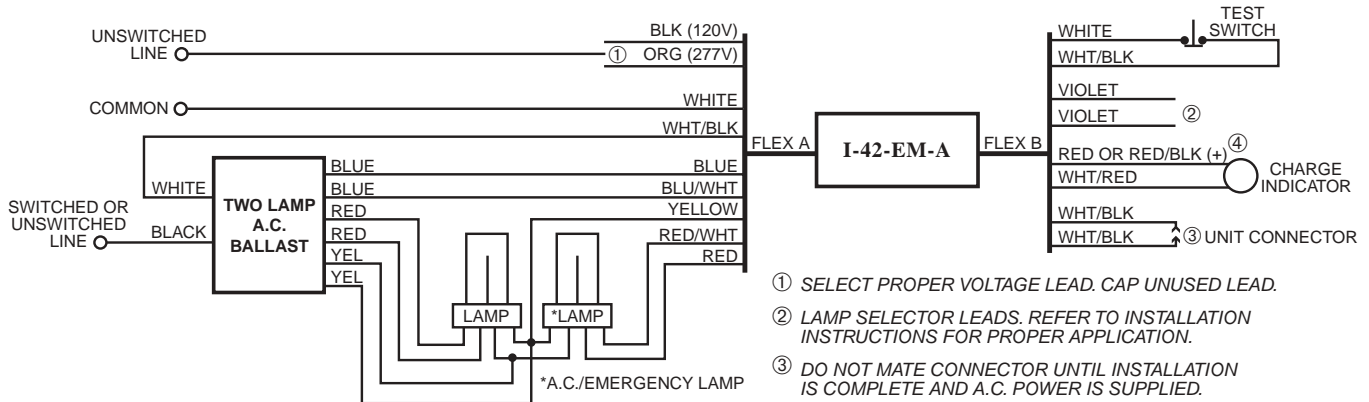 UNSWITCHED
LINE
BLK (120V)
① ORG (277V)
COMMON
WHITE
WHT/BLK
WHITE
SWITCHED OR
UNSWITCHED
LINE
BLACK
TWO LAMP
A.C.
BALLAST
BLUE
BLUE
RED
RED
YEL
YEL
BLUE
BLU/WHT
YELLOW
RED/WHT
RED
LAMP
*LAMP
*A.C./EMERGENCY LAMP
FLEX A
I-42-EM-A
FLEX B
WHITE
TEST
SWITCH
WHT/BLK
VIOLET
VIOLET
②
RED OR RED/BLK (+)
④
WHT/RED
CHARGE
INDICATOR
WHT/BLK
WHT/BLK
③ UNIT CONNECTOR
① SELECT PROPER VOLTAGE LEAD. CAP UNUSED LEAD.
② LAMP SELECTOR LEADS. REFER TO INSTALLATION
INSTRUCTIONS FOR PROPER APPLICATION.
③ DO NOT MATE CONNECTOR UNTIL INSTALLATION
IS COMPLETE AND A.C. POWER IS SUPPLIED.